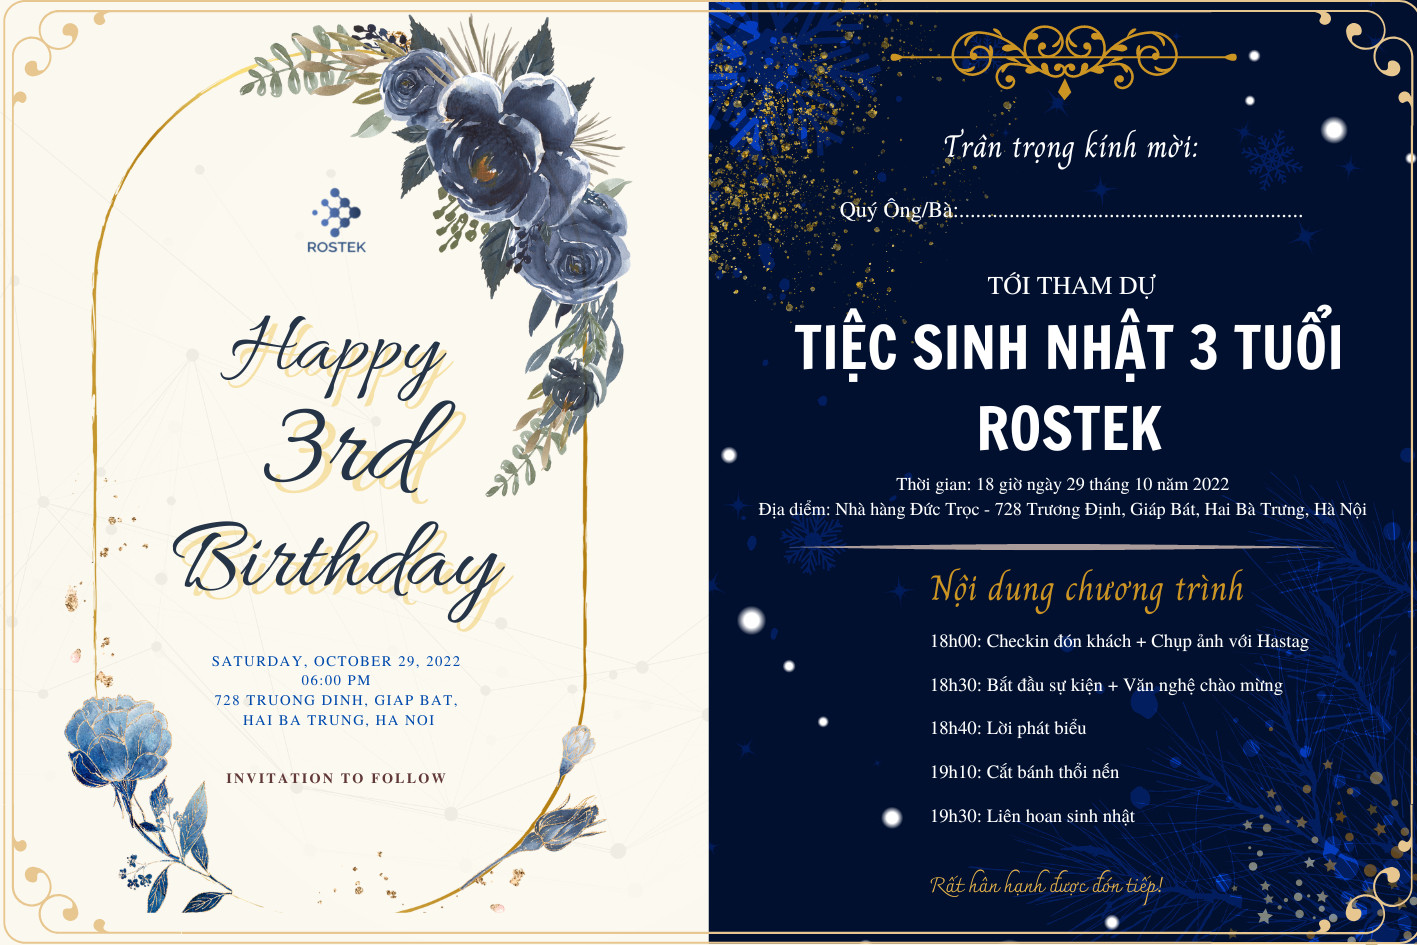 ROSTEK
Happy
3rd
Birthday
SATURDAY, OCTOBER 29, 2022
06:00 PM
728 TRUONG DINH, GIAP BAT,
HAI BA TRUNG, HA NOI
INVITATION TO FOLLOW
Trân trọng kính mời:
Quý Ông/Bà:..............................................................
TỚI THAM DỰ
TIỆC SINH NHẬT 3 TUỔI
ROSTEK
Thời gian: 18 giờ ngày 29 tháng 10 năm 2022
Địa diểm: Nhà hàng Đức Trọc - 728 Trương Định, Giáp Bát, Hai Bà Trưng, Hà Nội
Nội dung chương trình
18h00: Checkin đón khách + Chụp ảnh với Hastag
18h30: Bắt đầu sự kiện + Văn nghệ chào mừng
18h40: Lời phát biểu
19h10: Cắt bánh thổi nến
19h30: Liên hoan sinh nhật
Rất hân hạnh được đón tiếp!